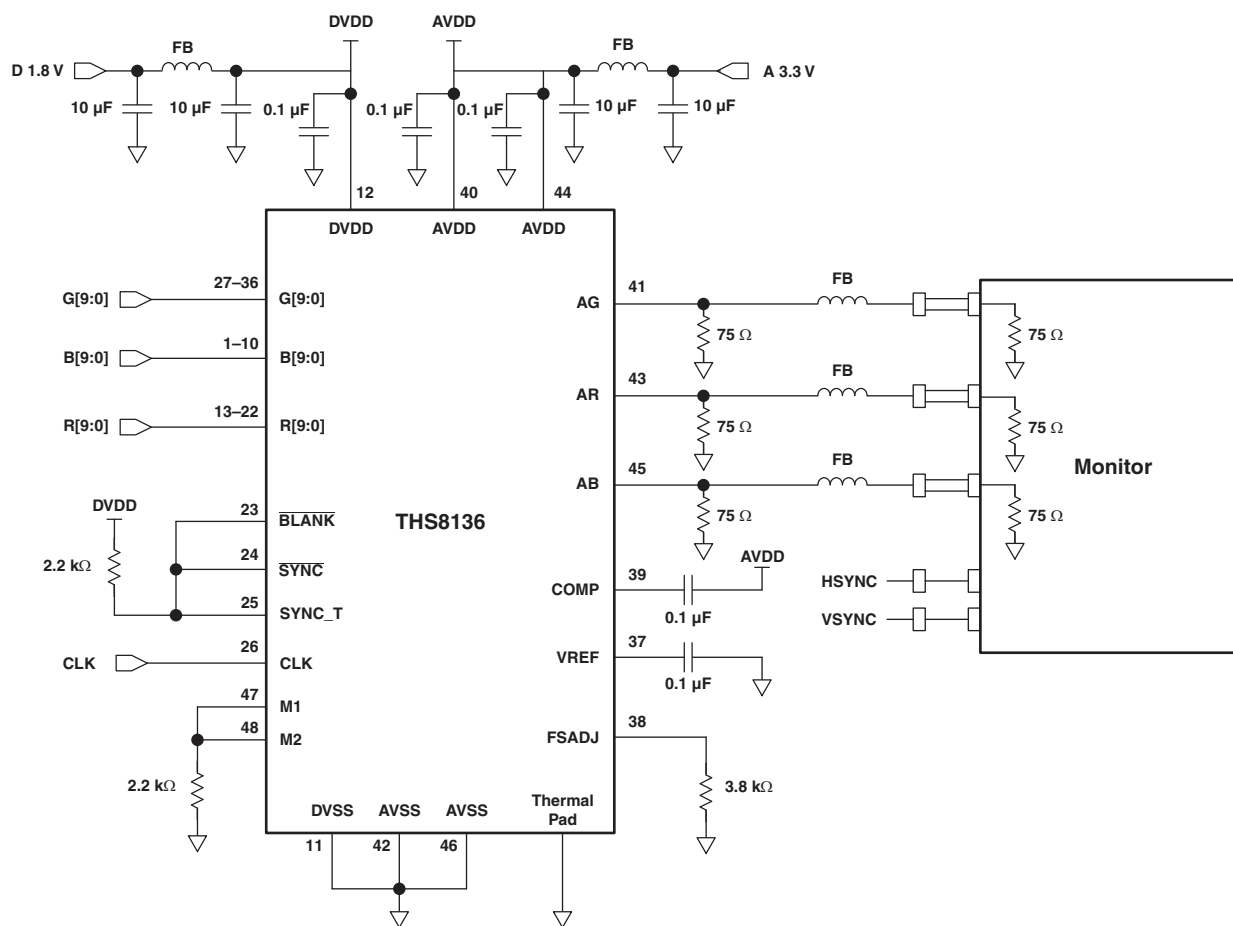 DVDD
AVDD
FB
FB
D 1.8 V
A 3.3 V
10 µF
10 µF
0.1 µF
0.1 µF
0.1 µF
10 µF
10 µF
12
40
44
DVDD
AVDD
AVDD
27–36
G[9:0]
G[9:0]
1–10
B[9:0]
B[9:0]
13–22
R[9:0]
R[9:0]
AG
41
FB
75 Ω
75 Ω
AR
43
FB
75 Ω
75 Ω
AB
45
FB
75 Ω
75 Ω
Monitor
THS8136
DVDD
2.2 kΩ
23
BLANK
24
SYNC
25
SYNC_T
26
CLK
CLK
47
M1
48
M2
2.2 kΩ
COMP
39
AVDD
0.1 µF
VREF
37
0.1 µF
FSADJ
38
3.8 kΩ
HSYNC
VSYNC
DVSS
AVSS
AVSS
Thermal
Pad
11
42
46